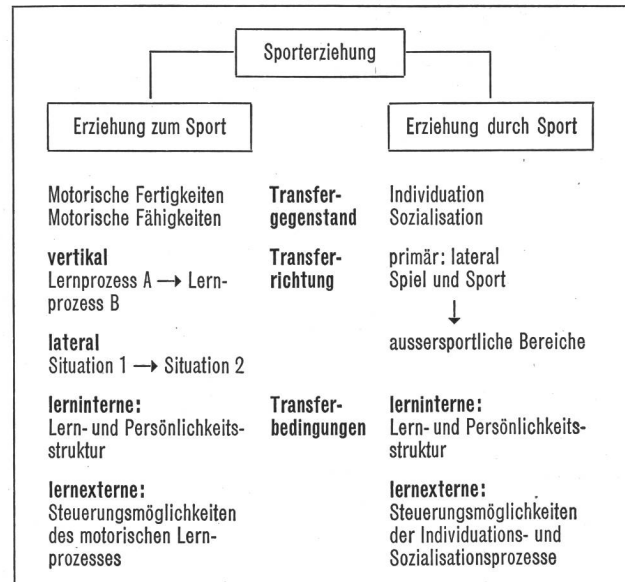 Sporterziehung
Erziehung zum Sport
Erziehung durch Sport
Motorische Fertigkeiten
Motorische Fähigkeiten
Transfer-
gegenstand
Individuation
Sozialisation
vertikal
Lernprozess A → Lern-
prozess B
Transfer-
richtung
primär: lateral
Spiel und Sport
↓
aussersportliche Bereiche
lateral
Situation 1 → Situation 2
lerninterne:
Lern- und Persönlichkeits-
struktur
Transfer-
bedingungen
lerninterne:
Lern- und Persönlichkeits-
struktur
lernexterne:
Steuerungsmöglichkeiten
des motorischen Lern-
prozesses
lernexterne:
Steuerungsmöglichkeiten
der Individuations- und
Sozialisationsprozesse